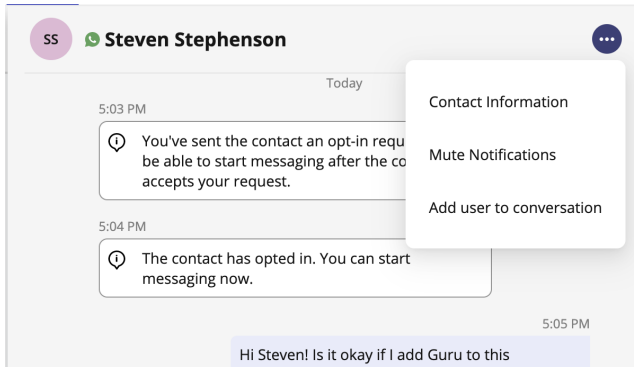 SS
Steven Stephenson
Today
Contact Information
Mute Notifications
Add user to conversation
5:03 PM
You've sent the contact an opt-in
be able to start messaging after the
accepts your request.
5:04 PM
The contact has opted in. You can start
messaging now.
5:05 PM
Hi Steven! Is it okay if I add Guru to this